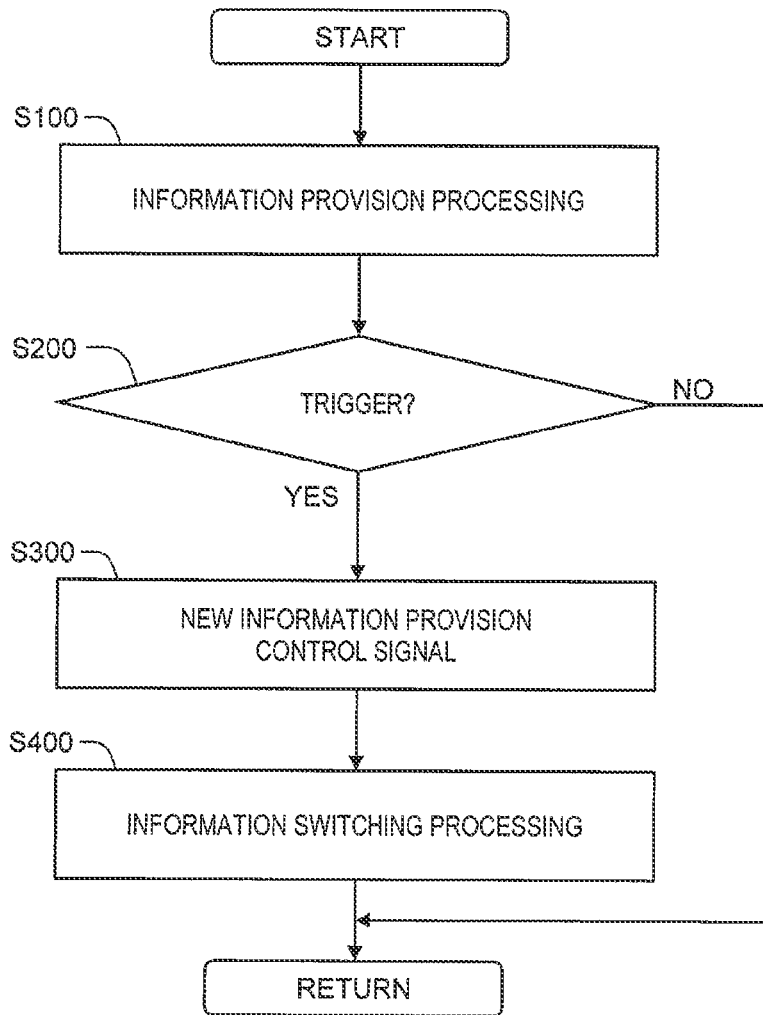 START
S100
INFORMATION PROVISION PROCESSING
S200
TRIGGER?
NO
YES
S300
NEW INFORMATION PROVISION
CONTROL SIGNAL
S400
INFORMATION SWITCHING PROCESSING
RETURN